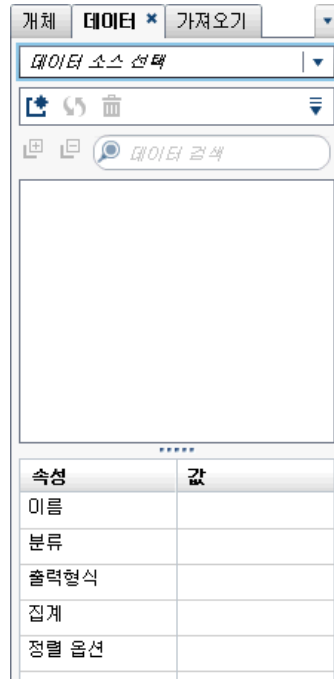 개체 데이터 가져오기
데이터 소스 선택
데이터 검색
속성 값
이름
분류
출력형식
집계
정렬 옵션